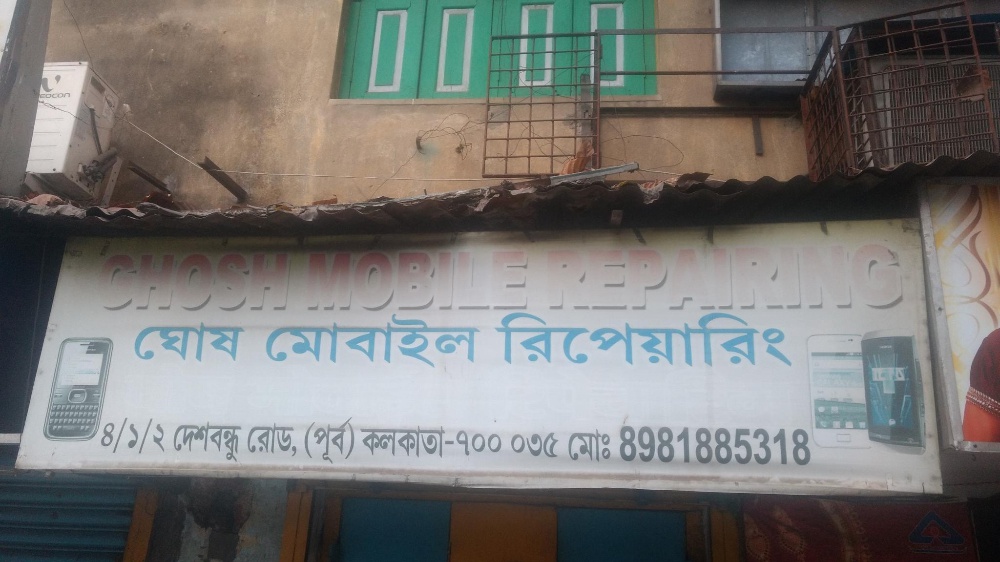 GHOSH MOBILE REPAIRING
ঘোষ মোবাইল রিপেয়ারিং
৪/১/২ দেশবন্ধু রোড, (পূর্ব) কলকাতা-৭০০ ০৩৫ মোঃ 8981885318